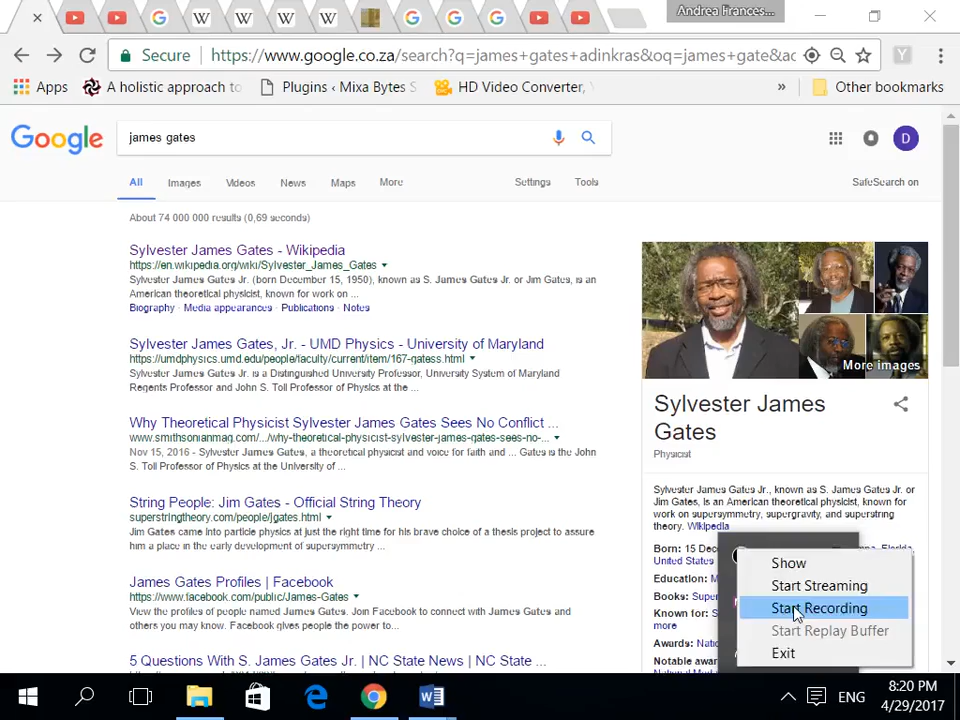 Andrea Frances...
Secure https://www.google.co.za/search?q=james+gates+adinkras&oq=james+gate&ac
Apps A holistic approach to Plugins ‹ Mixa Bytes S HD Video Converter, » Other bookmarks
Google james gates D
All Images Videos News Maps More Settings Tools SafeSearch on
About 74 000 000 results (0,69 seconds)
Sylvester James Gates - Wikipedia
https://en.wikipedia.org/wiki/Sylvester_James_Gates
Sylvester James Gates Jr. (born December 15, 1950), known as S. James Gates Jr. or Jim Gates, is an
American theoretical physicist, known for work on ...
Biography · Media appearances · Publications · Notes
Sylvester James Gates, Jr. - UMD Physics - University of Maryland
https://umdphysics.umd.edu/people/faculty/current/item/167-gatess.html
Sylvester James Gates Jr. is a Distinguished University Professor, University System of Maryland
Regents Professor and John S. Toll Professor of Physics at the ...
Why Theoretical Physicist Sylvester James Gates Sees No Conflict ...
www.smithsonianmag.com/.../why-theoretical-physicist-sylvester-james-gates-sees-no-...
Nov 15, 2016 - Sylvester James Gates, a theoretical physicist and voice for faith and ... Gates is the John
S. Toll Professor of Physics at the University of ...
String People: Jim Gates - Official String Theory
superstringtheory.com/people/jgates.html
Jim Gates came into particle physics at just the right time for his brave choice of a thesis project to assure
him a place in the early development of supersymmetry ...
James Gates Profiles | Facebook
https://www.facebook.com/public/James-Gates
View the profiles of people named James Gates. Join Facebook to connect with James Gates and
others you may know. Facebook gives people the power to...
5 Questions With S. James Gates Jr. | NC State News | NC State ...
More images
Sylvester James
Gates
Physicist
Sylvester James Gates Jr., known as S. James Gates Jr. or
Jim Gates, is an American theoretical physicist, known for
work on supersymmetry, supergravity, and superstring
theory. Wikipedia
Born: 15 Dec Florida
United States
Education:
Books:
Known for:
more
Awards:
Notable
Show
Start Streaming
Start Recording
Start Replay Buffer
Exit
ENG
8:20 PM
4/29/2017